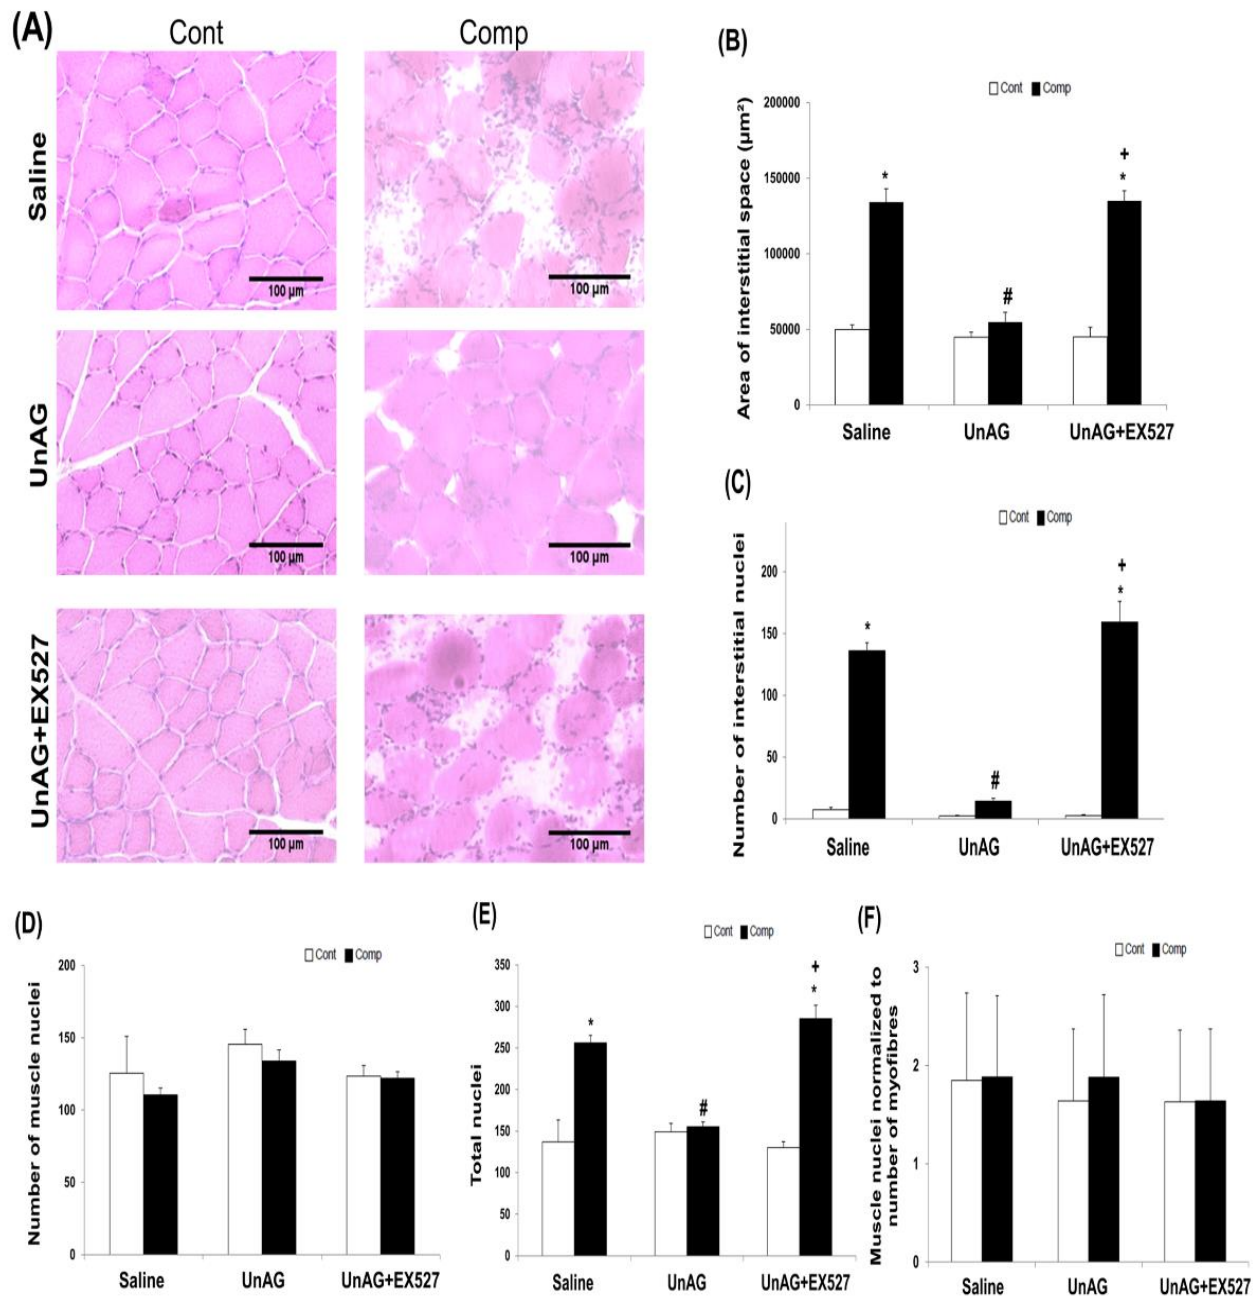 (A)
Cont
Comp
Saline
100 µm
100 µm
UnAG
100 µm
100 µm
UnAG+EX527
100 µm
100 µm
(B)
Cont Comp
Area of interstitial space (µm²)
200000
150000
100000
50000
0
*
#
+
*
Saline UnAG UnAG+EX527
(C)
Cont Comp
Number of interstitial nuclei
200
150
100
50
0
*
#
+
*
Saline UnAG UnAG+EX527
(D)
Cont Comp
Number of muscle nuclei
200
150
100
50
0
Saline UnAG UnAG+EX527
(E)
Cont Comp
Total nuclei
350
300
250
200
150
100
50
0
*
#
+
*
Saline UnAG UnAG+EX527
(F)
Cont Comp
Muscle nuclei normalized to
number of myofibres
3
2
1
0
Saline UnAG UnAG+EX527